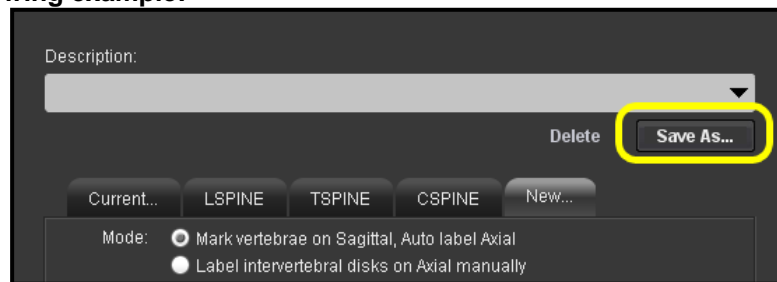 Description:
Delete Save As...
Current... LSPINE TSPINE CSPINE New...
Mode: Mark vertebrae on Sagittal, Auto label Axial
Label intervertebral disks on Axial manually